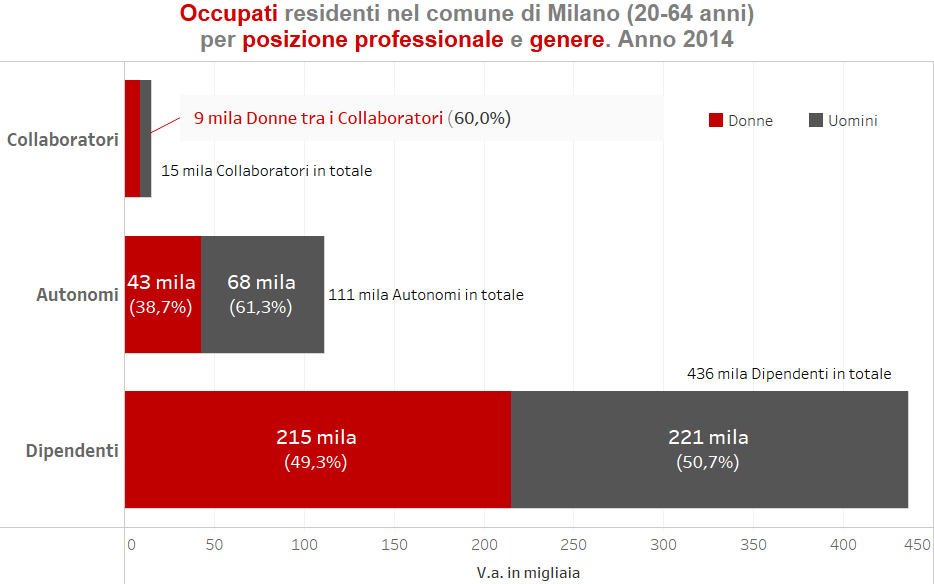 Occupati residenti nel comune di Milano (20-64 anni)
per posizione professionale e genere. Anno 2014
Collaboratori
9 mila Donne tra i Collaboratori (60,0%)
Donne
Uomini
15 mila Collaboratori in totale
Autonomi
43 mila
(38,7%)
68 mila
(61,3%)
111 mila Autonomi in totale
436 mila Dipendenti in totale
Dipendenti
215 mila
(49,3%)
221 mila
(50,7%)
0 50 100 150 200 250 300 350 400 450
V.a. in migliaia